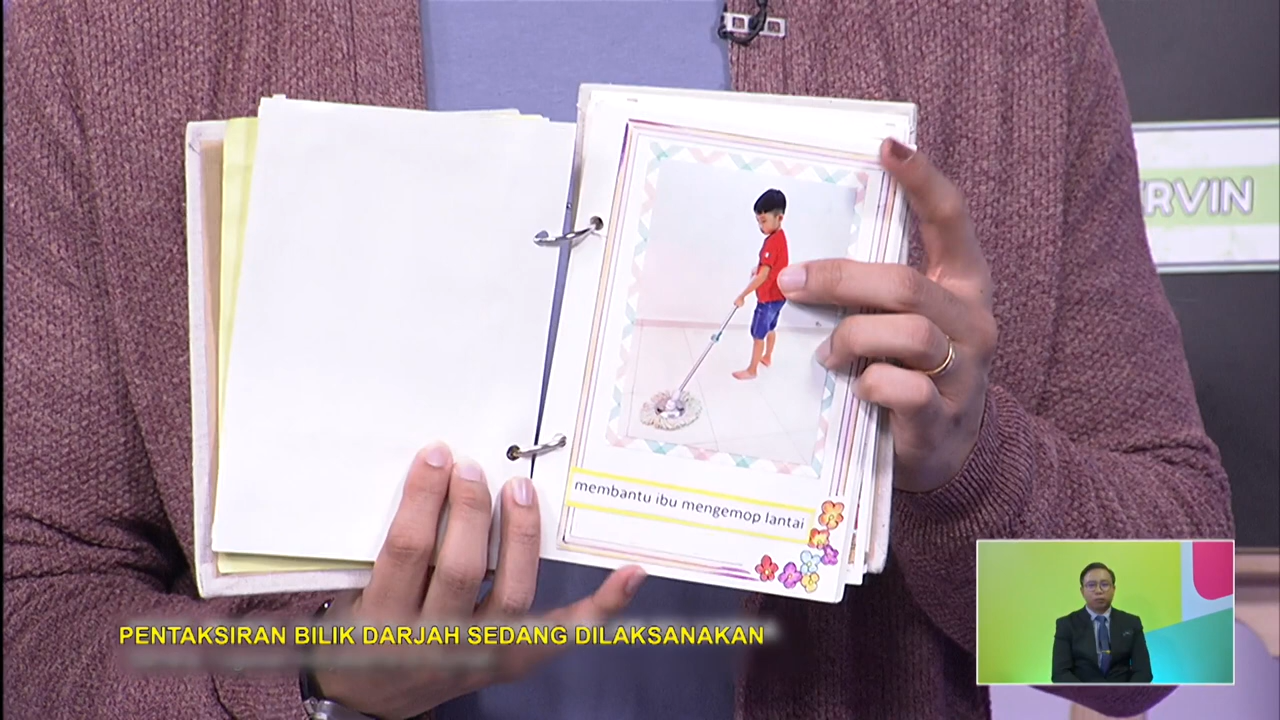 RVIN
membantu ibu mengemop lantai
PENTAKSIRAN BILIK DARJAH SEDANG DILAKSANAKAN